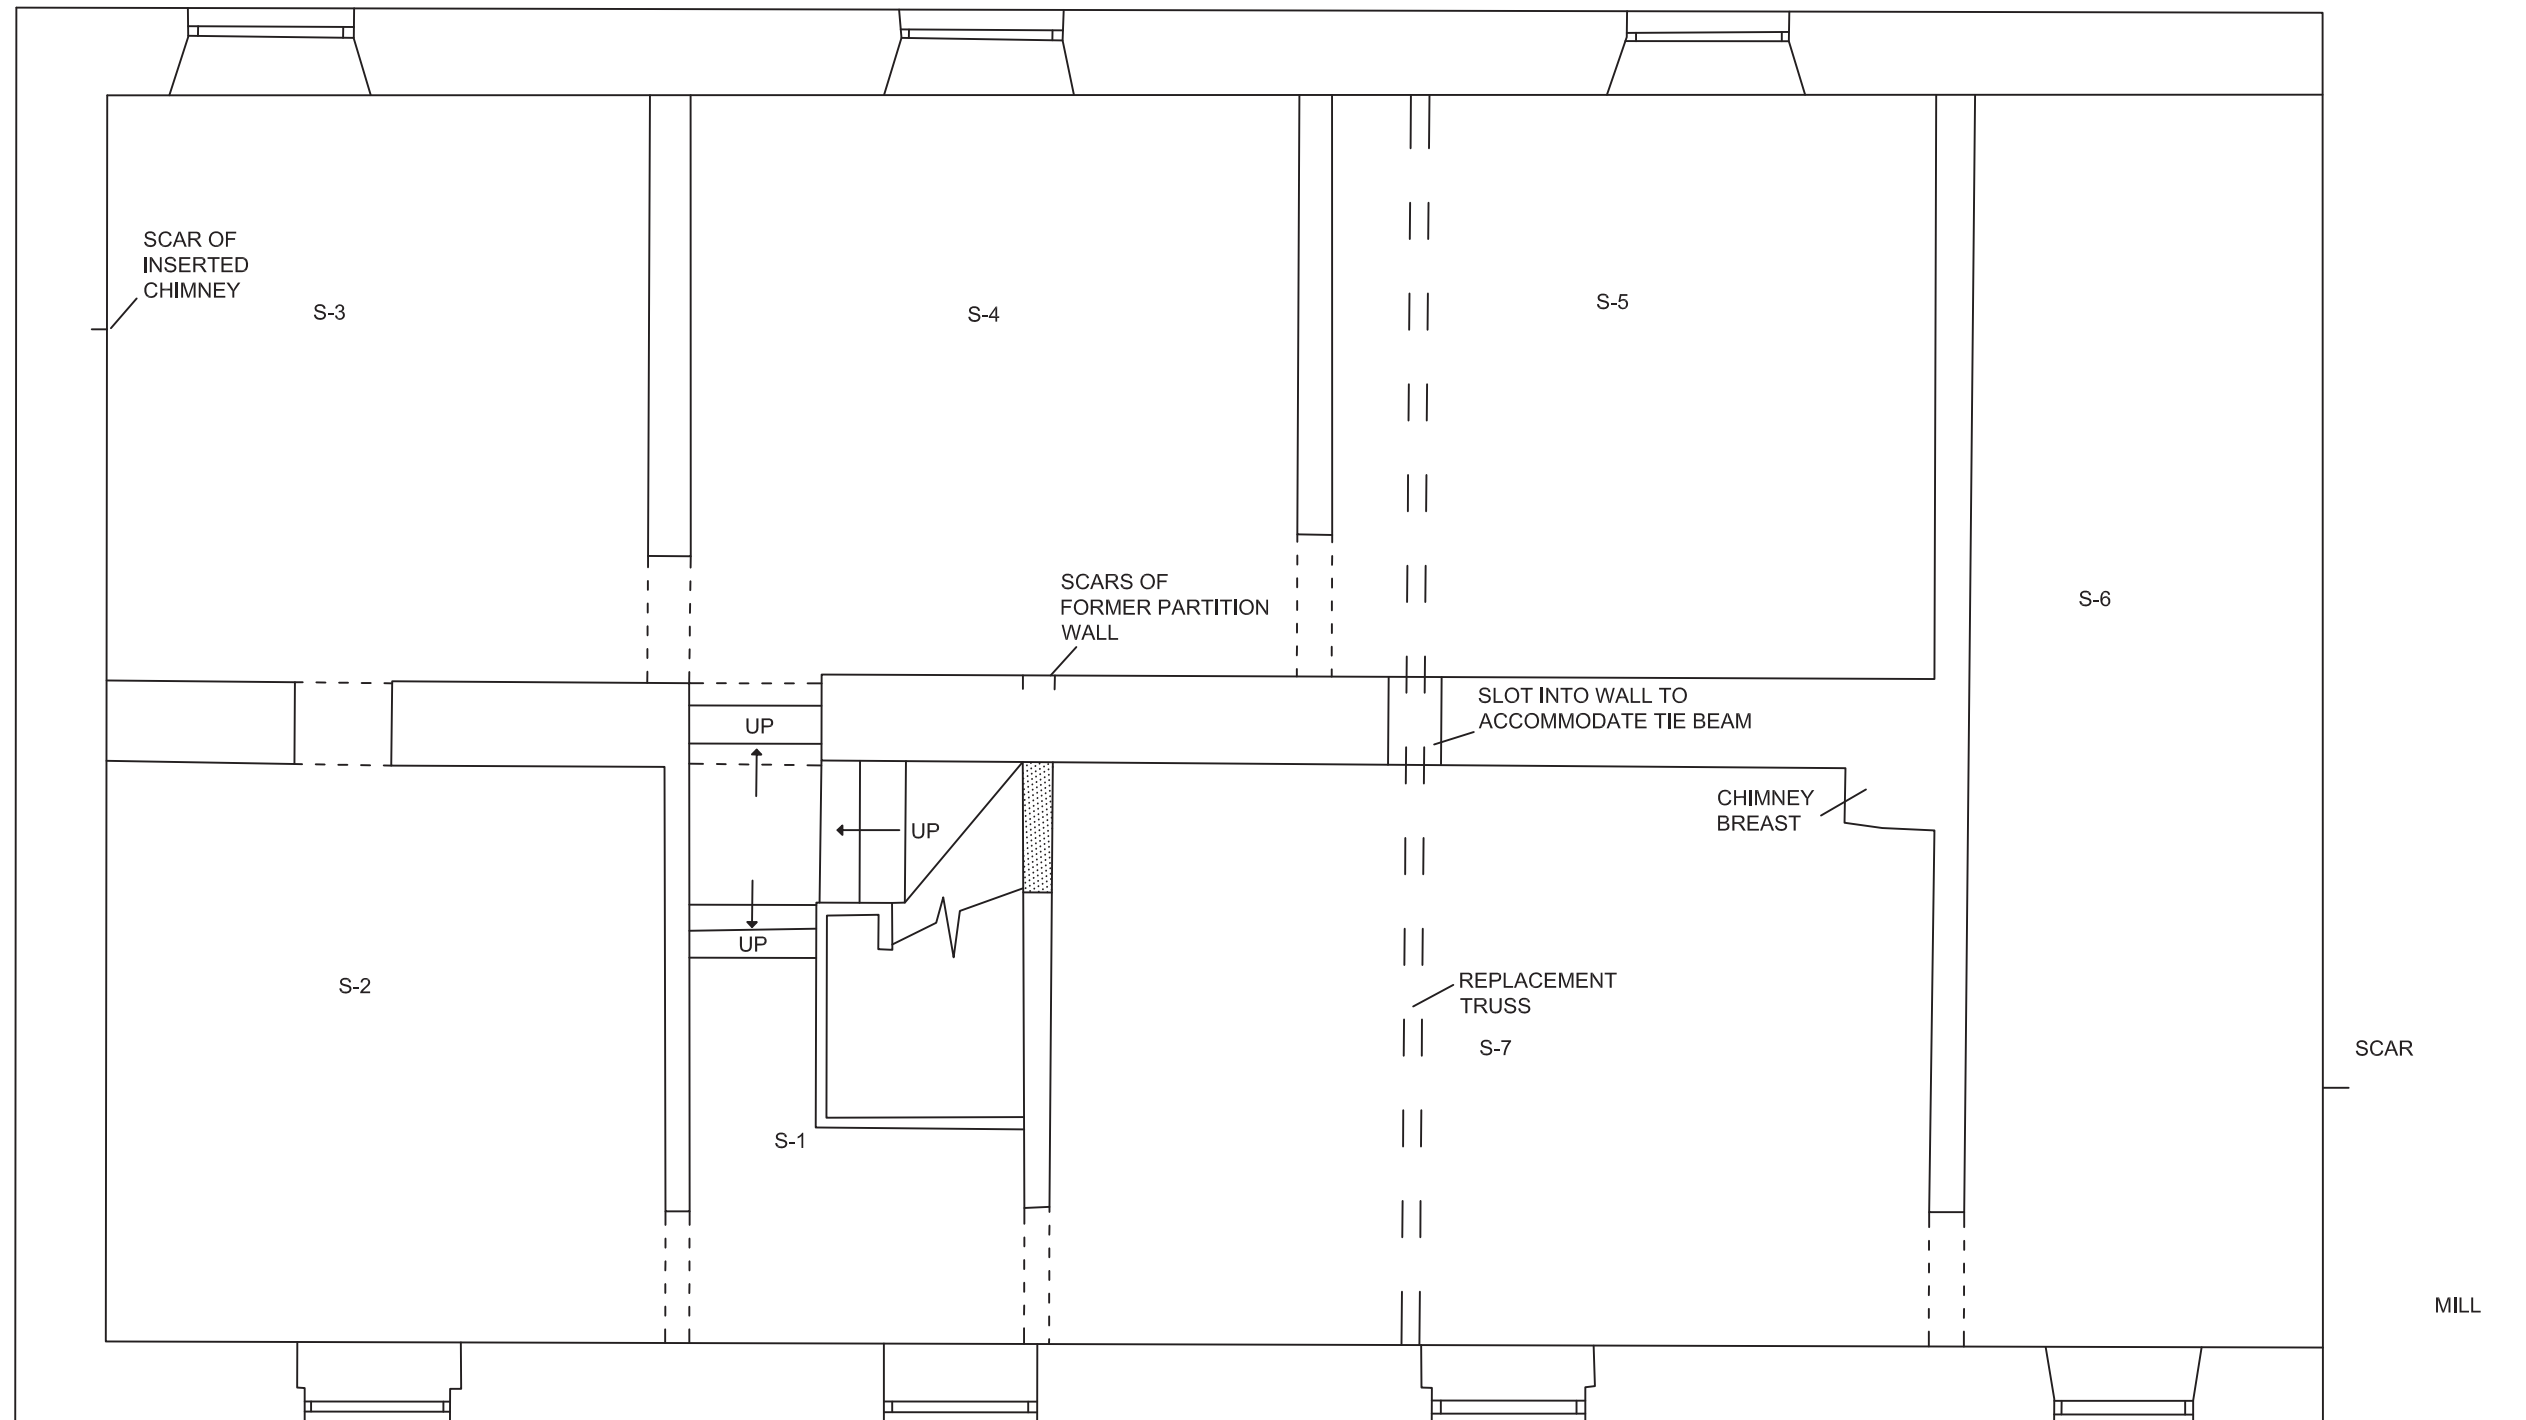 SCAR OF
INSERTED
CHIMNEY
S-3
S-4
S-5
SCARS OF
FORMER PARTITION
WALL
S-6
SLOT INTO WALL TO
ACCOMMODATE TIE BEAM
UP
CHIMNEY
BREAST
UP
UP
S-2
REPLACEMENT
TRUSS
S-7
SCAR
S-1
MILL